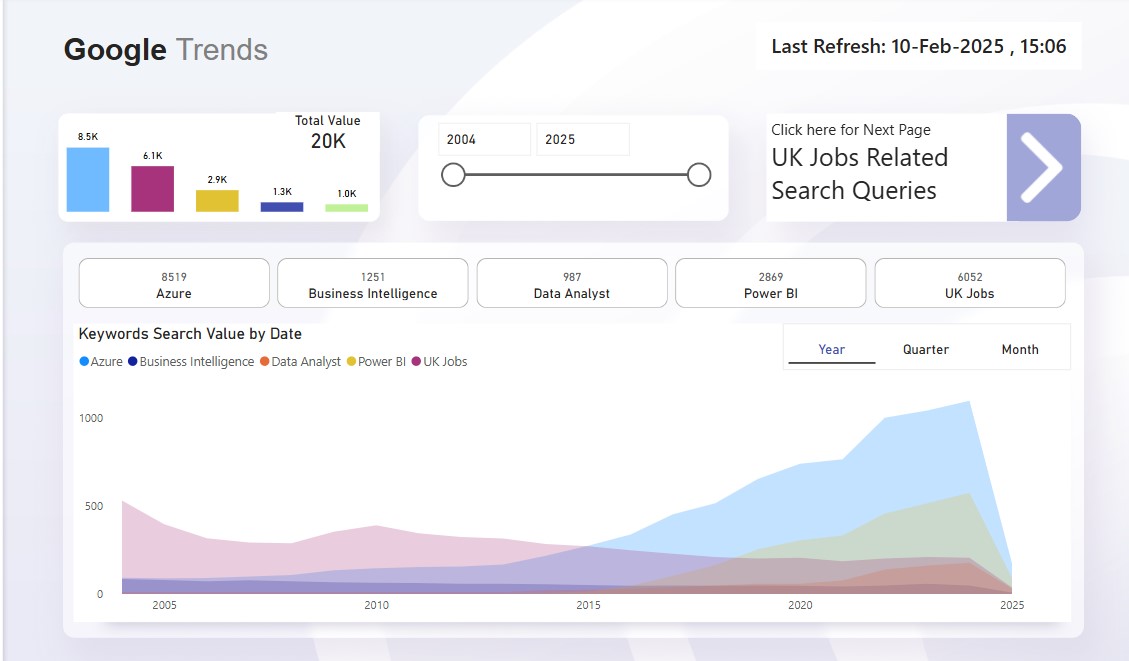 Google Trends
Last Refresh: 10-Feb-2025 , 15:06
Total Value
20K
8.5K
6.1K
2.9K
1.3K
1.0K
2004
2025
Click here for Next Page
UK Jobs Related
Search Queries
8519
Azure
1251
Business Intelligence
987
Data Analyst
2869
Power BI
6052
UK Jobs
Keywords Search Value by Date
Azure Business Intelligence Data Analyst Power BI UK Jobs
Year Quarter Month
1000
500
0
2005 2010 2015 2020 2025